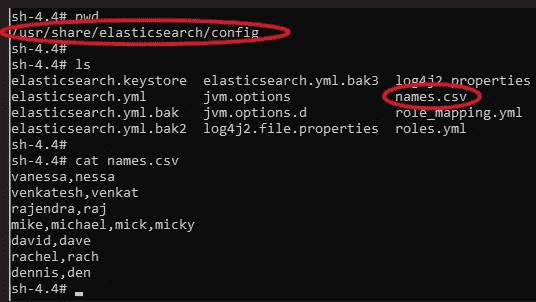 sh-4.4# pwd
/usr/share/elasticsearch/config
sh-4.4#
sh-4.4# ls
elasticsearch.keystore elasticsearch.yml.bak3 log4j2.properties
elasticsearch.yml jvm.options names.csv
elasticsearch.yml.bak jvm.options.d role_mapping.yml
elasticsearch.yml.bak2 log4j2.file.properties roles.yml
sh-4.4#
sh-4.4# cat names.csv
vanessa,nessa
venkatesh,venkat
rajendra,raj
mike,michael,mick,micky
david,dave
rachel,rach
dennis,den
sh-4.4#